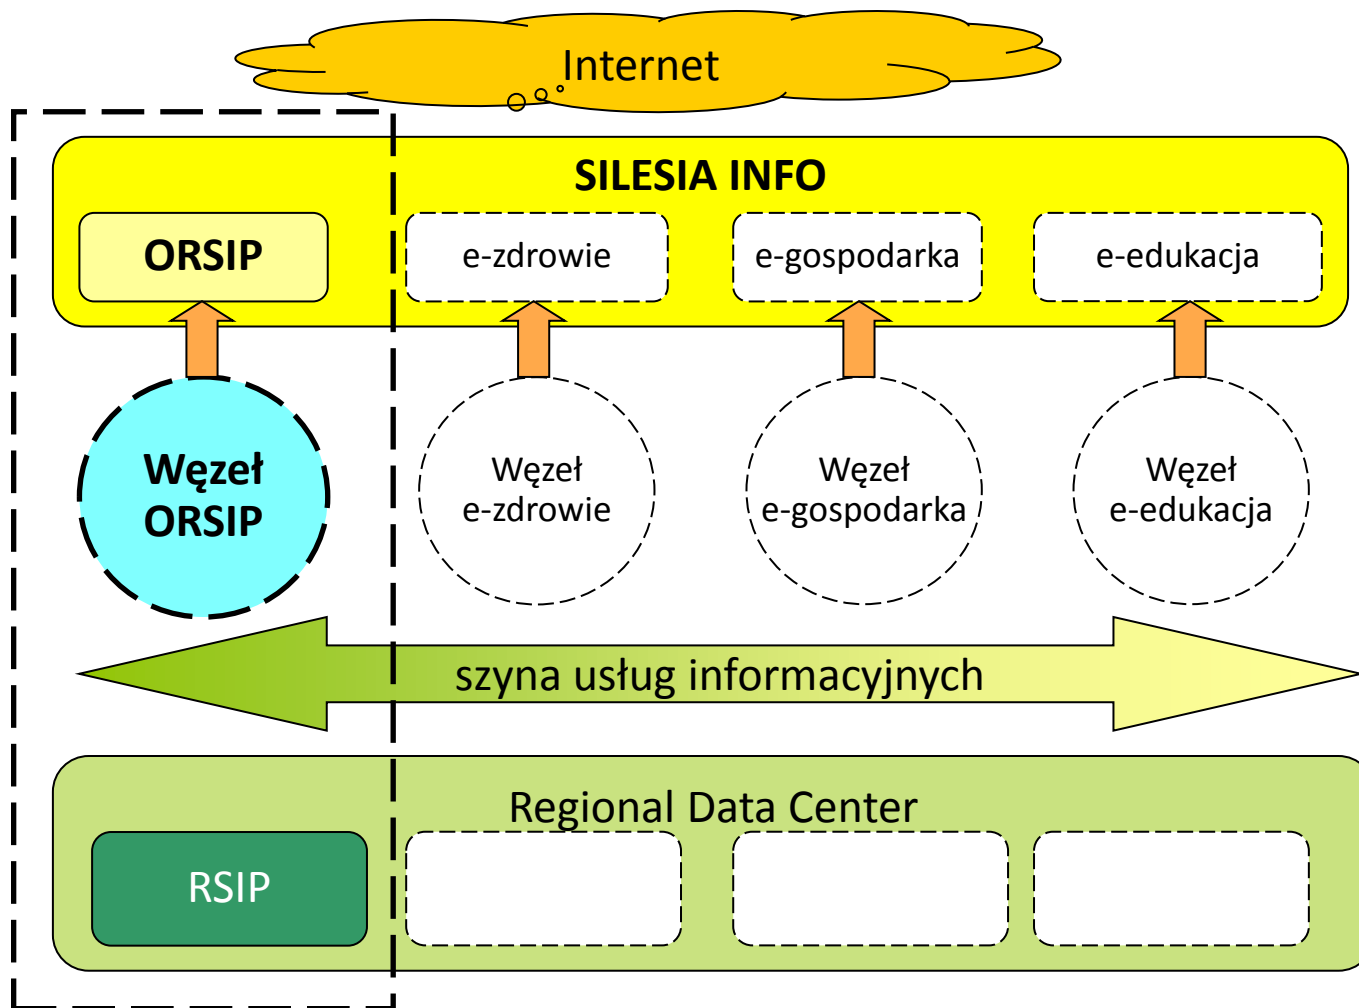 Internet
SILESIA INFO
ORSIP
e-zdrowie
e-gospodarka
e-edukacja
Węzeł
ORSIP
Węzeł
e-zdrowie
Węzeł
e-gospodarka
Węzeł
e-edukacja
szyna usług informacyjnych
Regional Data Center
RSIP